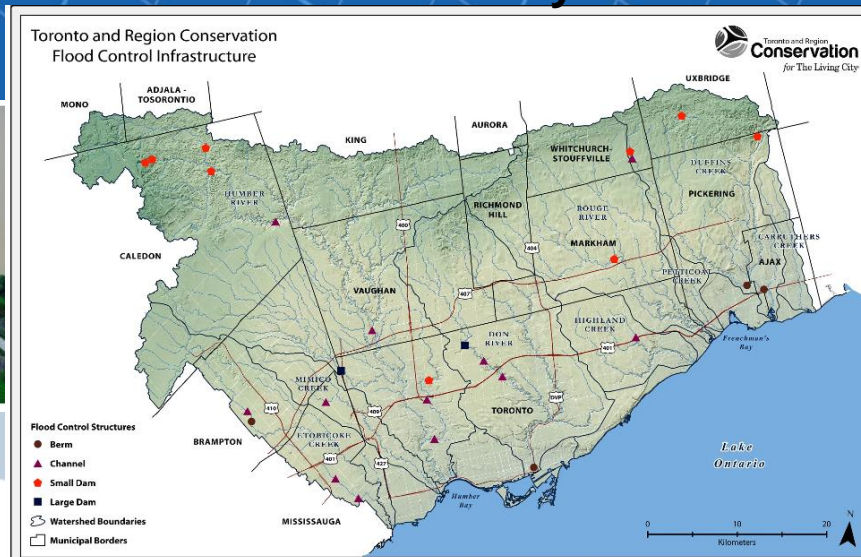 Toronto and Region Conservation
Flood Control Infrastructure
Toronto and Region
Conservation
for The Living City
UXBRIDGE
ADJALA -
TOSORONTIO
MONO
AURORA
KING
WHITCHURCH-
STOUFFVILLE
DUFFINS
CREEK
HUMBER
RIVER
PICKERING
RICHMOND
HILL
ROUGE
RIVER
400
404
MARKHAM
CARRUTHERS
CREEK
CALEDON
AJAX
PETTICOAT
CREEK
VAUGHAN
407
HIGHLAND
CREEK
DON
RIVER
Frenchman's
Bay
401
MIMICO
CREEK
410
409
DVP
TORONTO
BRAMPTON
ETOBICOKE
CREEK
401
427
Lake
Ontario
Humber
Bay
MISSISSAUGA
Flood Control Structures
Berm
Channel
Small Dam
Large Dam
Watershed Boundaries
Municipal Borders
0 10 20
Kilometers
N